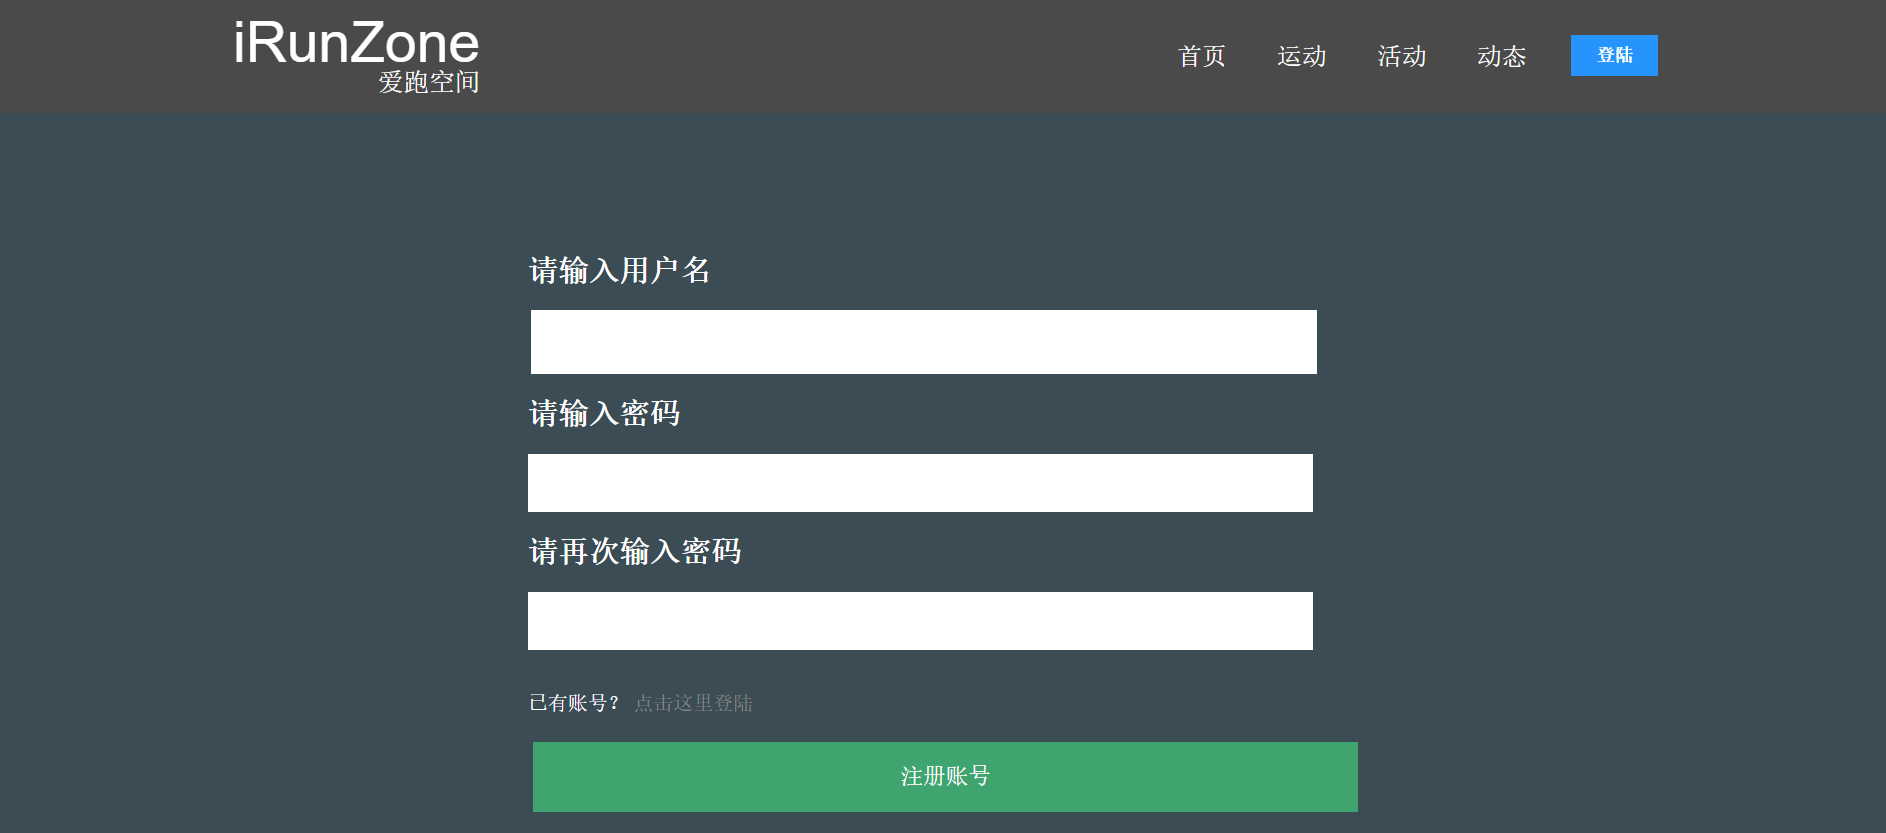 iRunZone
爱跑空间
首页 运动 活动 动态 登陆
请输入用户名
请输入密码
请再次输入密码
已有账号？ 点击这里登陆
注册账号